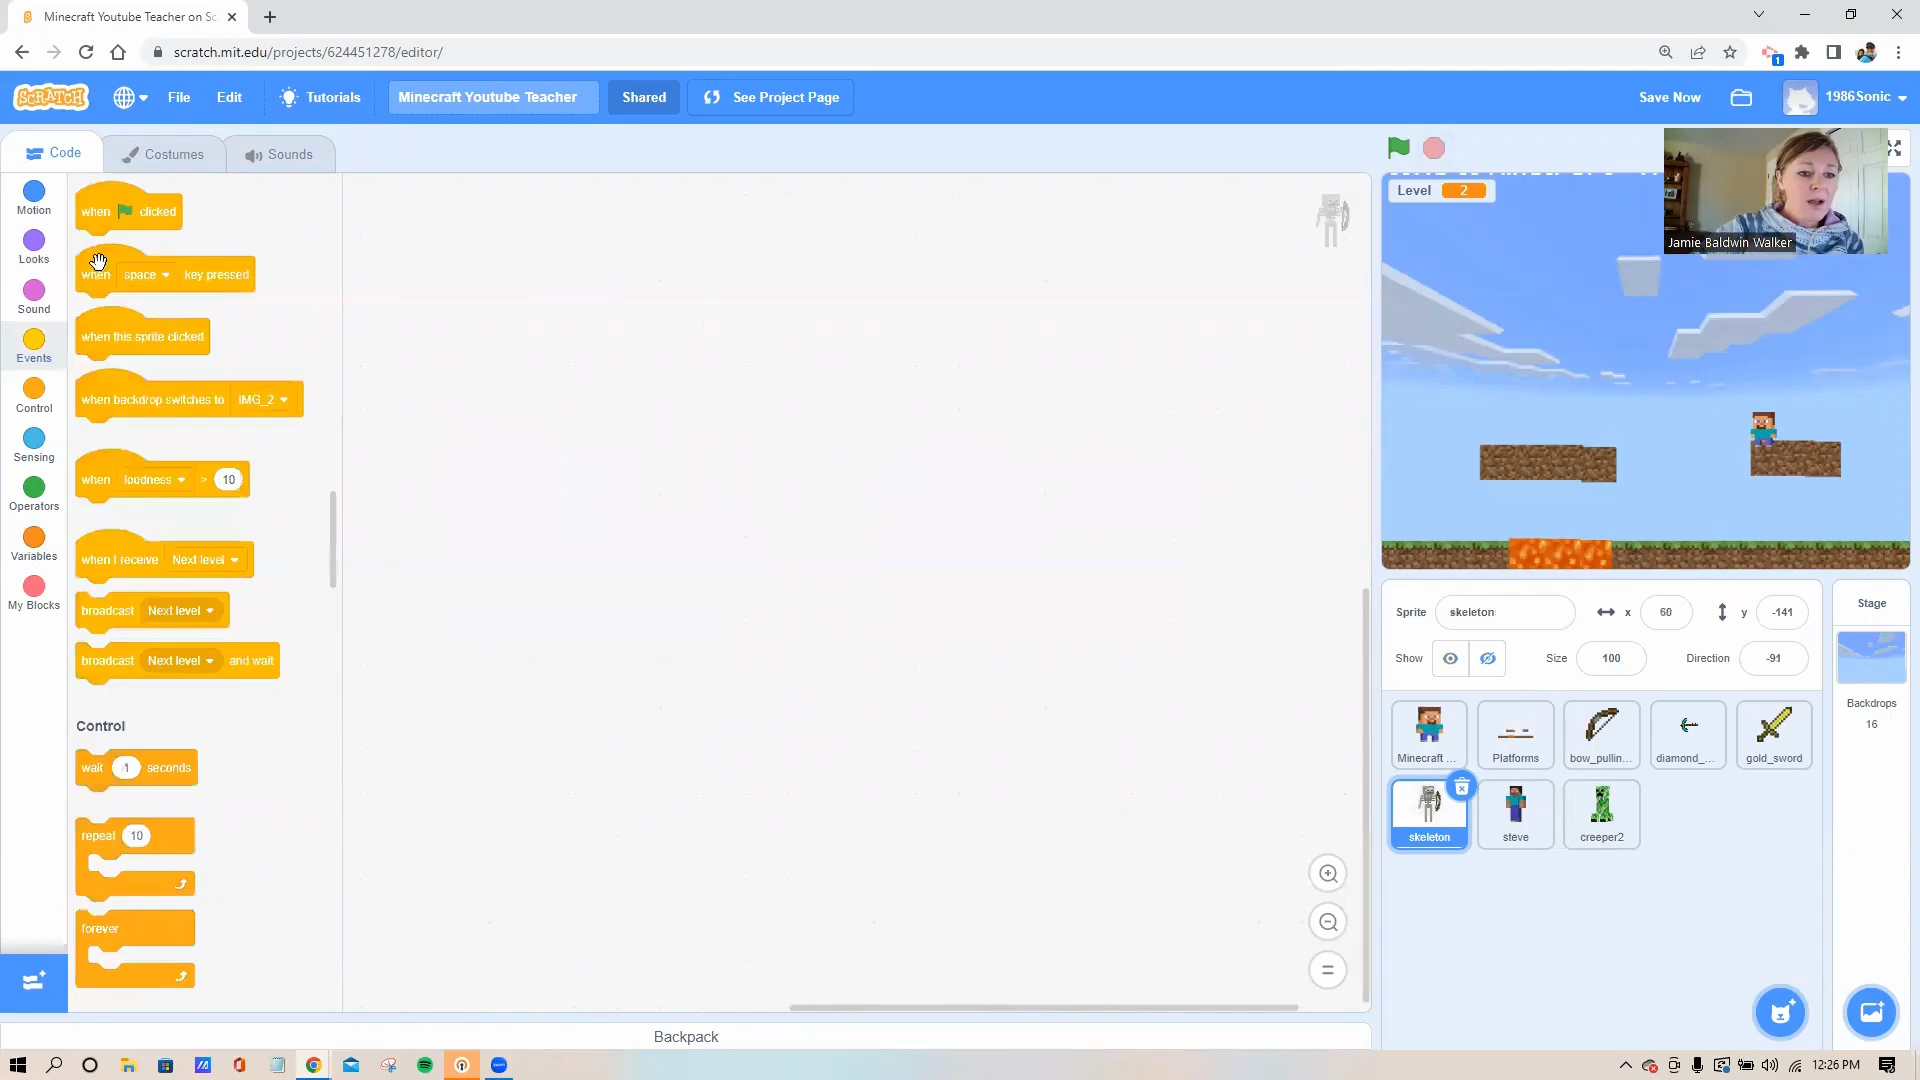 Minecraft Youtube Teacher on Sc
scratch.mit.edu/projects/624451278/editor/
1
SCRATCH
File
Edit
Tutorials
Minecraft Youtube Teacher
Shared
See Project Page
Save Now
1986Sonic
Code
Costumes
Sounds
Motion
Looks
Sound
Events
Control
Sensing
Operators
Variables
My Blocks
when clicked
when space key pressed
when this sprite clicked
when backdrop switches to IMG_2
when loudness > 10
when I receive Next level
broadcast Next level
broadcast Next level and wait
Control
wait 1 seconds
repeat 10
forever
Backpack
Level 2
Jamie Baldwin Walker
Sprite skeleton x 60 y -141
Show Size 100 Direction -91
Minecraft ...
Platforms
bow_pullin...
diamond_...
gold_sword
skeleton
steve
creeper2
Stage
Backdrops
16
12:26 PM